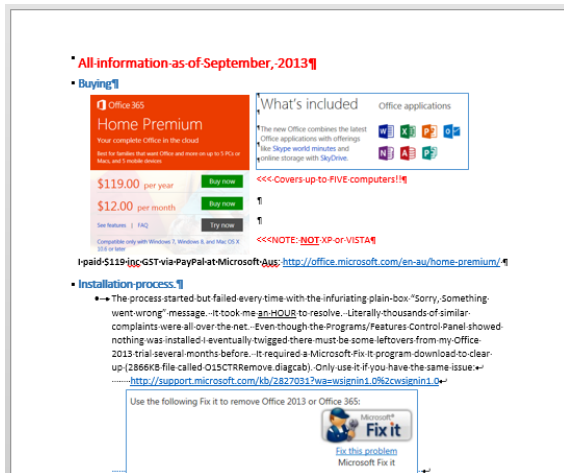 All information as of September, 2013¶
Buying¶
Office 365
Home Premium
Your complete Office in the cloud
Best for families that want Office and more on up to 5 PCs or
Macs, and 5 mobile devices
$119.00 per year
Buy now
$12.00 per month
Buy now
See features | FAQ
Try now
Compatible only with Windows 7, Windows 8, and Mac OS X
10.6 or later
What's included
The new Office combines the latest
Office applications with offerings
like Skype world minutes and
online storage with SkyDrive.
Office applications
<<< Covers up to FIVE computers!!¶
¶
¶
<<<NOTE: NOT XP or VISTA¶
I paid $119 inc GST via PayPal at Microsoft Aus: http://office.microsoft.com/en-au/home-premium/ ¶
Installation process.¶
The process started but failed every time with the infuriating plain box "Sorry, Something
went wrong" message. It took me an HOUR to resolve. Literally thousands of similar
complaints were all over the net. Even though the Programs/Features Control Panel showed
nothing was installed I eventually twigged there must be some leftovers from my Office
2013 trial several months before. It required a Microsoft Fix It program download to clear
up (2866KB file called O15CTRRemove.diagcab). Only use it if you have the same issue:↵
http://support.microsoft.com/kb/2827031?wa=wsignin1.0%2cwsignin1.0↵
Use the following Fix it to remove Office 2013 or Office 365:
Microsoft®
Fix it
Fix this problem
Microsoft Fix it